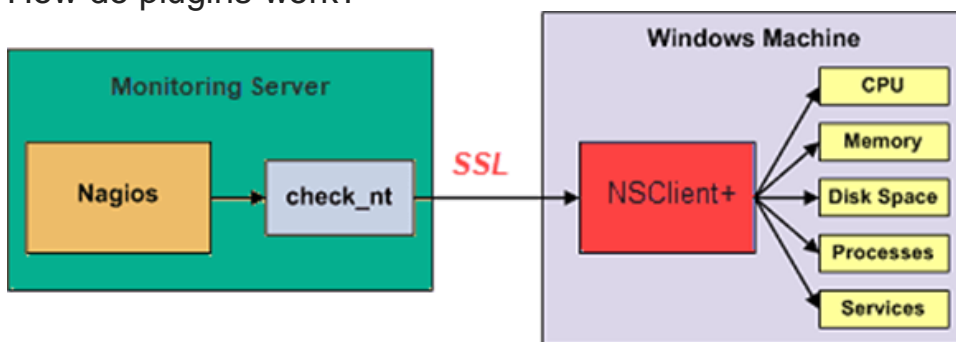 How do plugins work?
Windows Machine
Monitoring Server
CPU
Memory
Nagios
check_nt
SSL
NSClient+
Disk Space
Processes
Services